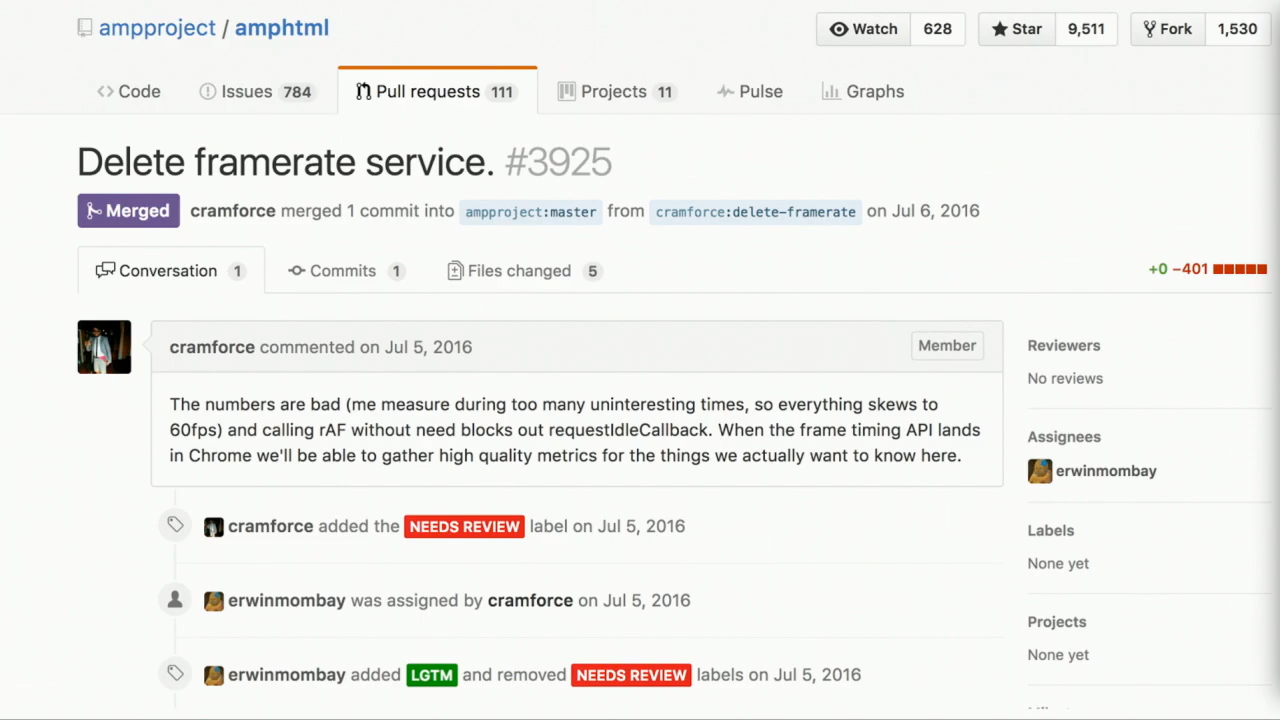 ampproject / amphtml
Watch 628 Star 9,511 Fork 1,530
Code Issues 784 Pull requests 111 Projects 11 Pulse Graphs
Delete framerate service. #3925
Merged cramforce merged 1 commit into ampproject:master from cramforce:delete-framerate on Jul 6, 2016
Conversation 1 Commits 1 Files changed 5 +0 −401
cramforce commented on Jul 5, 2016 Member
The numbers are bad (me measure during too many uninteresting times, so everything skews to
60fps) and calling rAF without need blocks out requestIdleCallback. When the frame timing API lands
in Chrome we'll be able to gather high quality metrics for the things we actually want to know here.
cramforce added the NEEDS REVIEW label on Jul 5, 2016
erwinmombay was assigned by cramforce on Jul 5, 2016
erwinmombay added LGTM and removed NEEDS REVIEW labels on Jul 5, 2016
Reviewers
No reviews
Assignees
erwinmombay
Labels
None yet
Projects
None yet